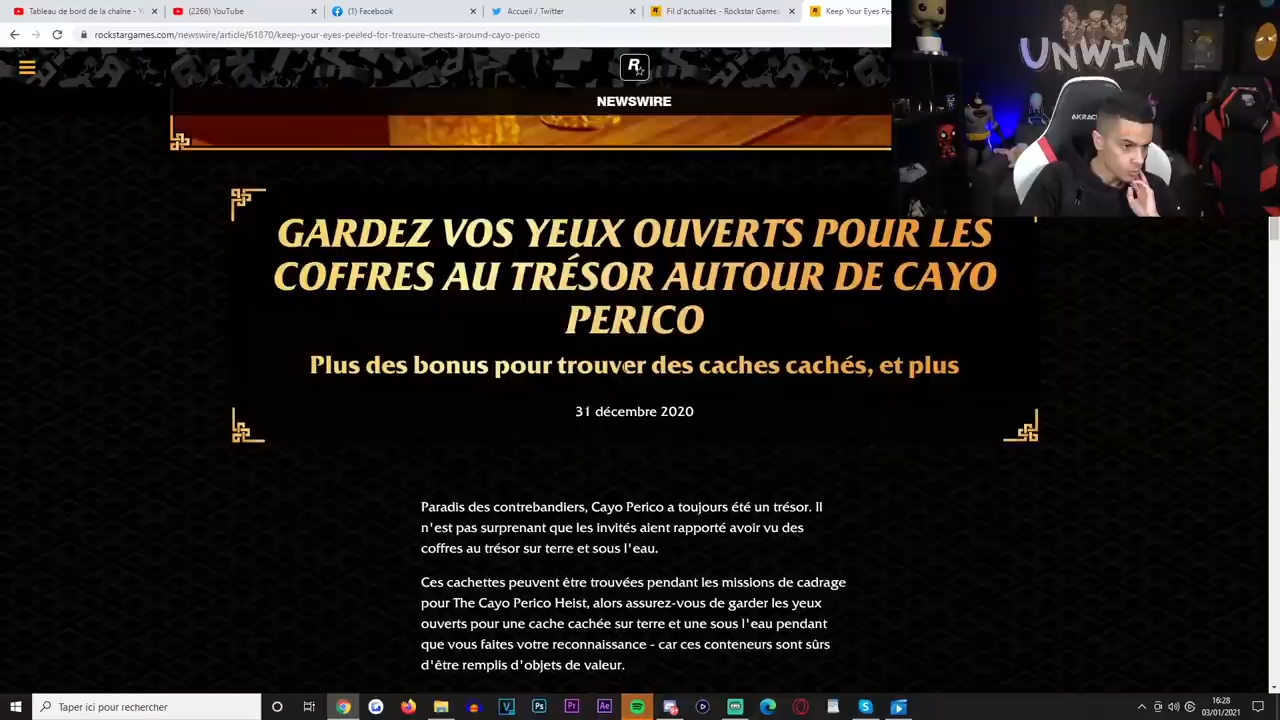 Tableau de bord de la chaîne - Y
(2266) YouTube
(1) Facebook
Accueil / Twitter
Fil d'actualités - Rockstar Games
Keep Your Eyes Pe
rockstargames.com/newswire/article/61870/keep-your-eyes-peeled-for-treasure-chests-around-cayo-perico
UNWIN
AKRACING
R
NEWSWIRE
GARDEZ VOS YEUX OUVERTS POUR LES
COFFRES AU TRÉSOR AUTOUR DE CAYO
PERICO
Plus des bonus pour trouver des caches cachés, et plus
31 décembre 2020
Paradis des contrebandiers, Cayo Perico a toujours été un trésor. Il
n'est pas surprenant que les invités aient rapporté avoir vu des
coffres au trésor sur terre et sous l'eau.
Ces cachettes peuvent être trouvées pendant les missions de cadrage
pour The Cayo Perico Heist, alors assurez-vous de garder les yeux
ouverts pour une cache cachée sur terre et une sous l'eau pendant
que vous faites votre reconnaissance - car ces conteneurs sont sûrs
d'être remplis d'objets de valeur.
Taper ici pour rechercher
16:28
03/01/2021